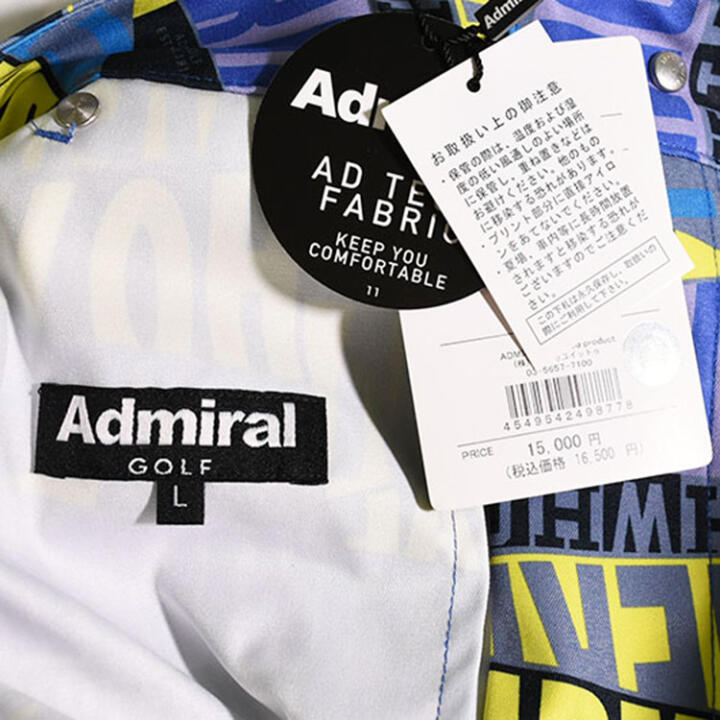 Admiral
Ad
AD TE
FABRIC
KEEP YOU
COMFORTABLE
11
お取扱い上の御注意
・保管の際は、温度および湿
度の低い風通しのよい場所
に保管し、重ね置きなどは
お避けください。他のもの
に移染する恐れがあります。
・プリント部分に直接アイロ
ンをあてないでください。
・夏場、車内等に長時間放置
されますと移染する恐れが
ございますのでご注意くだ
さい。
この下札は永久保存し、取扱いの
際にご利用して下さい。
product
03-5657-7100
4549542498778
PRICE 15,000 円
(税込価格 16,500 円)
Admiral
GOLF
L